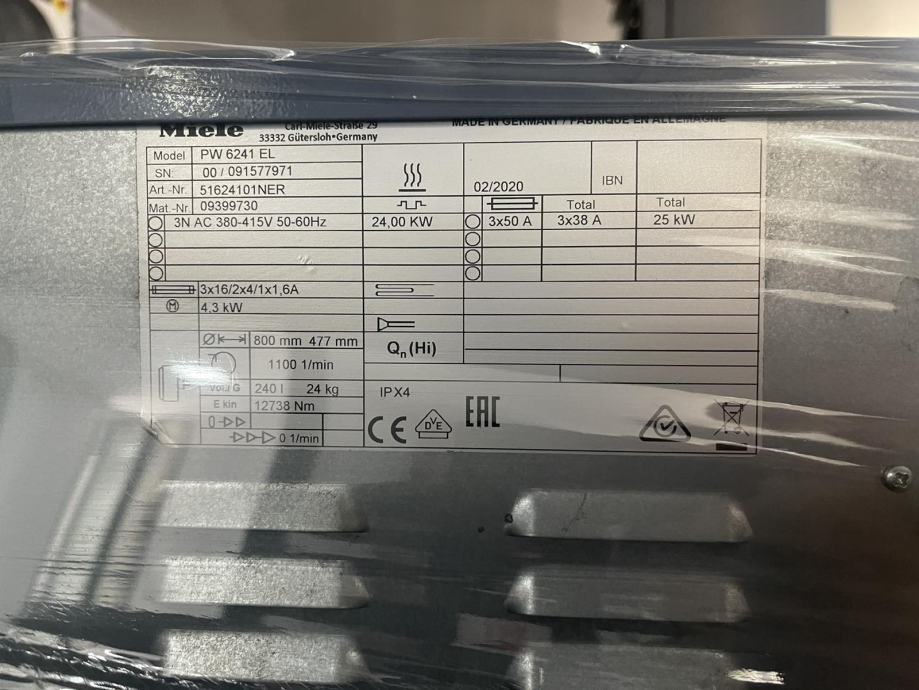 Miele
Carl-Miele-Straße 29
33332 Gütersloh•Germany
MADE IN GERMANY / FABRIQUE EN ALLEMAGNE
Model PW 6241 EL
SN: 00 / 091577971
Art.-Nr. 51624101NER
Mat.-Nr. 09399730
02/2020 IBN
Total Total
3N AC 380-415V 50-60Hz 24,00 KW 3x50 A 3x38 A 25 kW
3x16/2x4/1x1,6A
M 4.3 kW
Qn (Hi)
Ø 800 mm 477 mm
1100 1/min
Vol./G 240 l 24 kg
E kin 12738 Nm
0
0 1/min
IPX4
CE DVE EAC